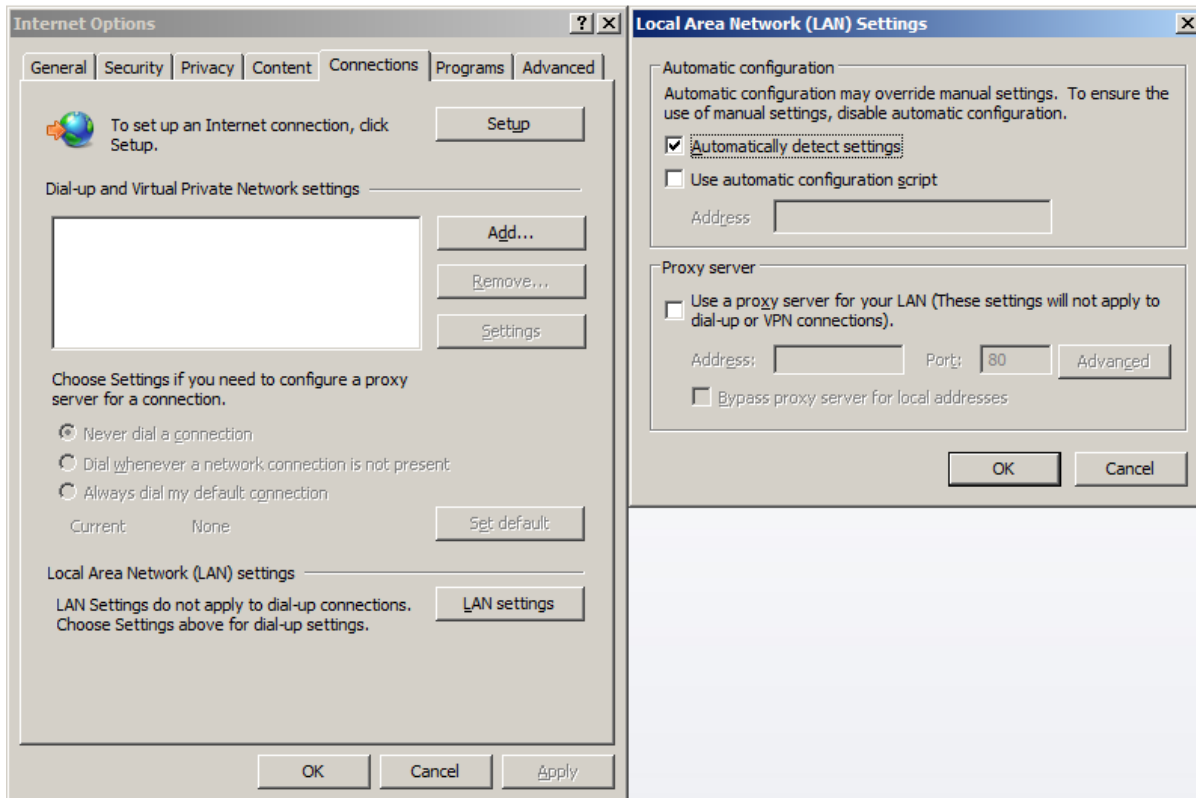 Internet Options
General
Security
Privacy
Content
Connections
Programs
Advanced
To set up an Internet connection, click
Setup.
Setup
Dial-up and Virtual Private Network settings
Add...
Remove...
Settings
Choose Settings if you need to configure a proxy
server for a connection.
Never dial a connection
Dial whenever a network connection is not present
Always dial my default connection
Current
None
Set default
Local Area Network (LAN) settings
LAN Settings do not apply to dial-up connections.
Choose Settings above for dial-up settings.
LAN settings
OK
Cancel
Apply
Local Area Network (LAN) Settings
Automatic configuration
Automatic configuration may override manual settings. To ensure the
use of manual settings, disable automatic configuration.
Automatically detect settings
Use automatic configuration script
Address
Proxy server
Use a proxy server for your LAN (These settings will not apply to
dial-up or VPN connections).
Address:
Port:
80
Advanced
Bypass proxy server for local addresses
OK
Cancel